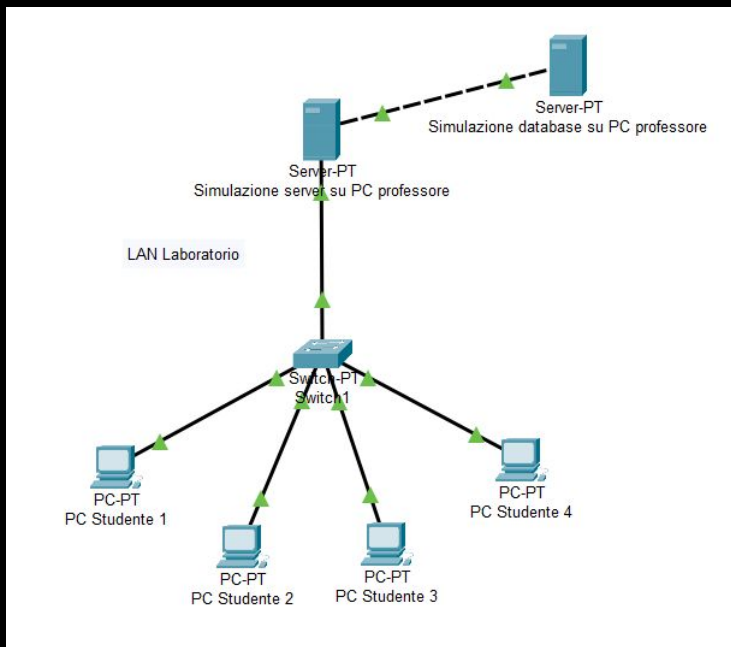 Server-PT
Simulazione database su PC professore
Server-PT
Simulazione server su PC professore
LAN Laboratorio
Switch-PT
Switch1
PC-PT
PC Studente 1
PC-PT
PC Studente 4
PC-PT
PC Studente 2
PC-PT
PC Studente 3